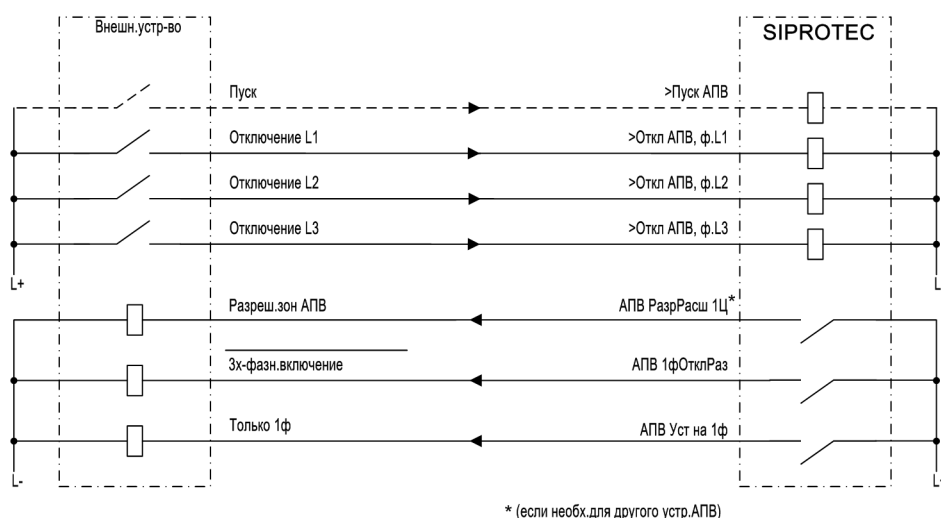 Внешн.устр-во
SIPROTEC
Пуск
>Пуск АПВ
Отключение L1
>Откл АПВ, ф.L1
Отключение L2
>Откл АПВ, ф.L2
Отключение L3
>Откл АПВ, ф.L3
L+
Разреш.зон АПВ
АПВ РазрРасш 1Ц*
3х-фазн.включение
АПВ 1фОтклРаз
Только 1ф
АПВ Уст на 1ф
L-
* (если необх.для другого устр.АПВ)